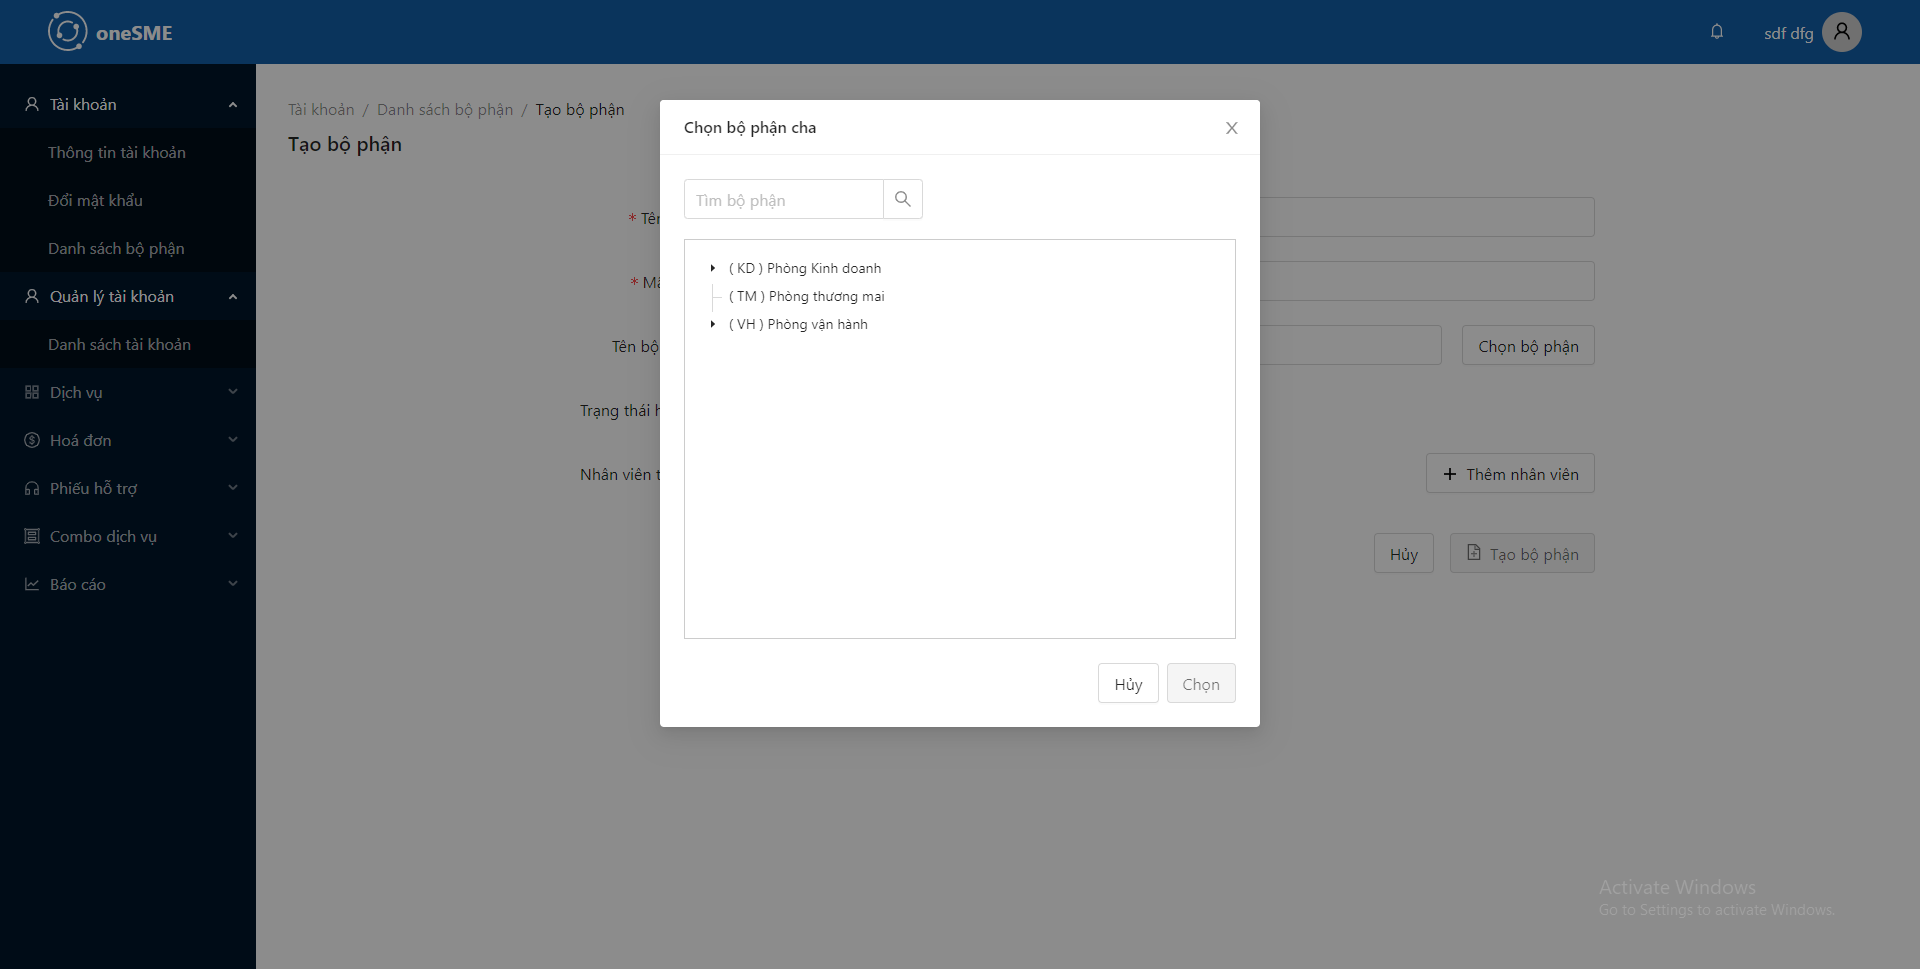 oneSME
sdf dfg
Tài khoản
Thông tin tài khoản
Đổi mật khẩu
Danh sách bộ phận
Quản lý tài khoản
Danh sách tài khoản
Dịch vụ
Hoá đơn
Phiếu hỗ trợ
Combo dịch vụ
Báo cáo
Tài khoản / Danh sách bộ phận / Tạo bộ phận
Tạo bộ phận
* Tên
* Mã
Tên bộ
Chọn bộ phận
Trạng thái
Nhân viên
+ Thêm nhân viên
Hủy
Tạo bộ phận
Chọn bộ phận cha
Tìm bộ phận
( KD ) Phòng Kinh doanh
( TM ) Phòng thương mai
( VH ) Phòng vận hành
Hủy
Chọn
Activate Windows
Go to Settings to activate Windows.